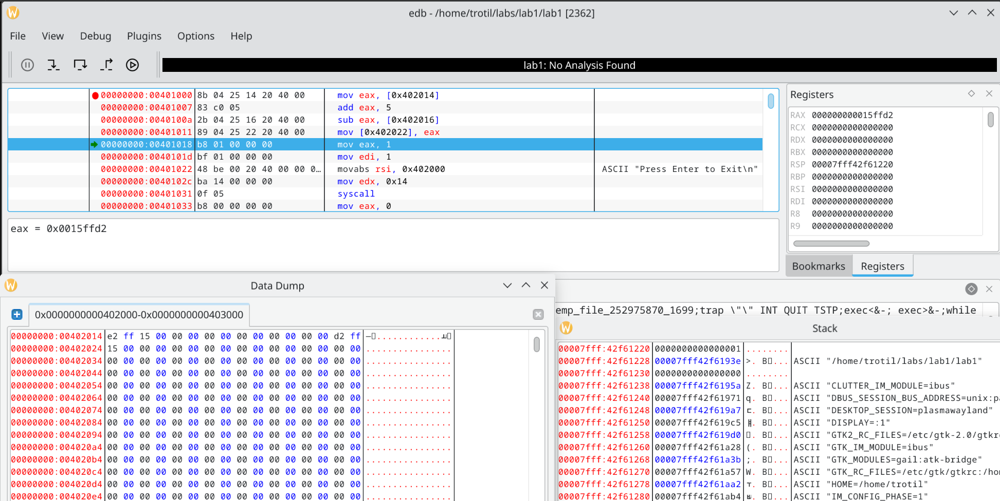 edb - /home/trotil/labs/lab1/lab1 [2362]
File View Debug Plugins Options Help
lab1: No Analysis Found
00000000:00401000 8b 04 25 14 20 40 00 mov eax, [0x402014]
00000000:00401007 83 c0 05 add eax, 5
00000000:0040100a 2b 04 25 16 20 40 00 sub eax, [0x402016]
00000000:00401011 89 04 25 22 20 40 00 mov [0x402022], eax
00000000:00401018 b8 01 00 00 00 mov eax, 1
00000000:0040101d bf 01 00 00 00 mov edi, 1
00000000:00401022 48 be 00 20 40 00 00 0… movabs rsi, 0x402000 ASCII "Press Enter to Exit\n"
00000000:0040102c ba 14 00 00 00 mov edx, 0x14
00000000:00401031 0f 05 syscall
00000000:00401033 b8 00 00 00 00 mov eax, 0
eax = 0x0015ffd2
Registers
RAX 000000000015ffd2
RCX 0000000000000000
RDX 0000000000000000
RBX 0000000000000000
RSP 00007fff42f61220
RBP 0000000000000000
RSI 0000000000000000
RDI 0000000000000000
R8 0000000000000000
R9 0000000000000000
Bookmarks Registers
Data Dump
0x0000000000402000-0x0000000000403000
00000000:00402014 e2 ff 15 00 00 00 00 00 00 00 00 00 00 00 d2 ff
00000000:00402024 15 00 00 00 00 00 00 00 00 00 00 00 00 00 00 00 ................
00000000:00402034 00 00 00 00 00 00 00 00 00 00 00 00 00 00 00 00 ................
00000000:00402044 00 00 00 00 00 00 00 00 00 00 00 00 00 00 00 00 ................
00000000:00402054 00 00 00 00 00 00 00 00 00 00 00 00 00 00 00 00 ................
00000000:00402064 00 00 00 00 00 00 00 00 00 00 00 00 00 00 00 00 ................
00000000:00402074 00 00 00 00 00 00 00 00 00 00 00 00 00 00 00 00 ................
00000000:00402084 00 00 00 00 00 00 00 00 00 00 00 00 00 00 00 00 ................
00000000:00402094 00 00 00 00 00 00 00 00 00 00 00 00 00 00 00 00 ................
00000000:004020a4 00 00 00 00 00 00 00 00 00 00 00 00 00 00 00 00 ................
00000000:004020b4 00 00 00 00 00 00 00 00 00 00 00 00 00 00 00 00 ................
00000000:004020c4 00 00 00 00 00 00 00 00 00 00 00 00 00 00 00 00 ................
00000000:004020d4 00 00 00 00 00 00 00 00 00 00 00 00 00 00 00 00 ................
00000000:004020e4 00 00 00 00 00 00 00 00 00 00 00 00 00 00 00 00 ................
emp_file_252975870_1699;trap \"\" INT QUIT TSTP;exec<&-; exec>&-;while
Stack
00007fff:42f61220 0000000000000001 ........
00007fff:42f61228 00007fff42f6193e >. B▯... ASCII "/home/trotil/labs/lab1/lab1"
00007fff:42f61230 0000000000000000 ........
00007fff:42f61238 00007fff42f6195a Z. B▯... ASCII "CLUTTER_IM_MODULE=ibus"
00007fff:42f61240 00007fff42f61971 q. B▯... ASCII "DBUS_SESSION_BUS_ADDRESS=unix:pa
00007fff:42f61248 00007fff42f619a7 ASCII "DESKTOP_SESSION=plasmawayland"
00007fff:42f61250 00007fff42f619c5 ASCII "DISPLAY=:1"
00007fff:42f61258 00007fff42f619d0 ▯. B▯... ASCII "GTK2_RC_FILES=/etc/gtk-2.0/gtkrc
00007fff:42f61260 00007fff42f61a28 (. B▯... ASCII "GTK_IM_MODULE=ibus"
00007fff:42f61268 00007fff42f61a3b ;. B▯... ASCII "GTK_MODULES=gail:atk-bridge"
00007fff:42f61270 00007fff42f61a57 W. B▯... ASCII "GTK_RC_FILES=/etc/gtk/gtkrc:/hom
00007fff:42f61278 00007fff42f61aa2 ASCII "HOME=/home/trotil"
00007fff:42f61280 00007fff42f61ab4 ASCII "IM_CONFIG_PHASE=1"